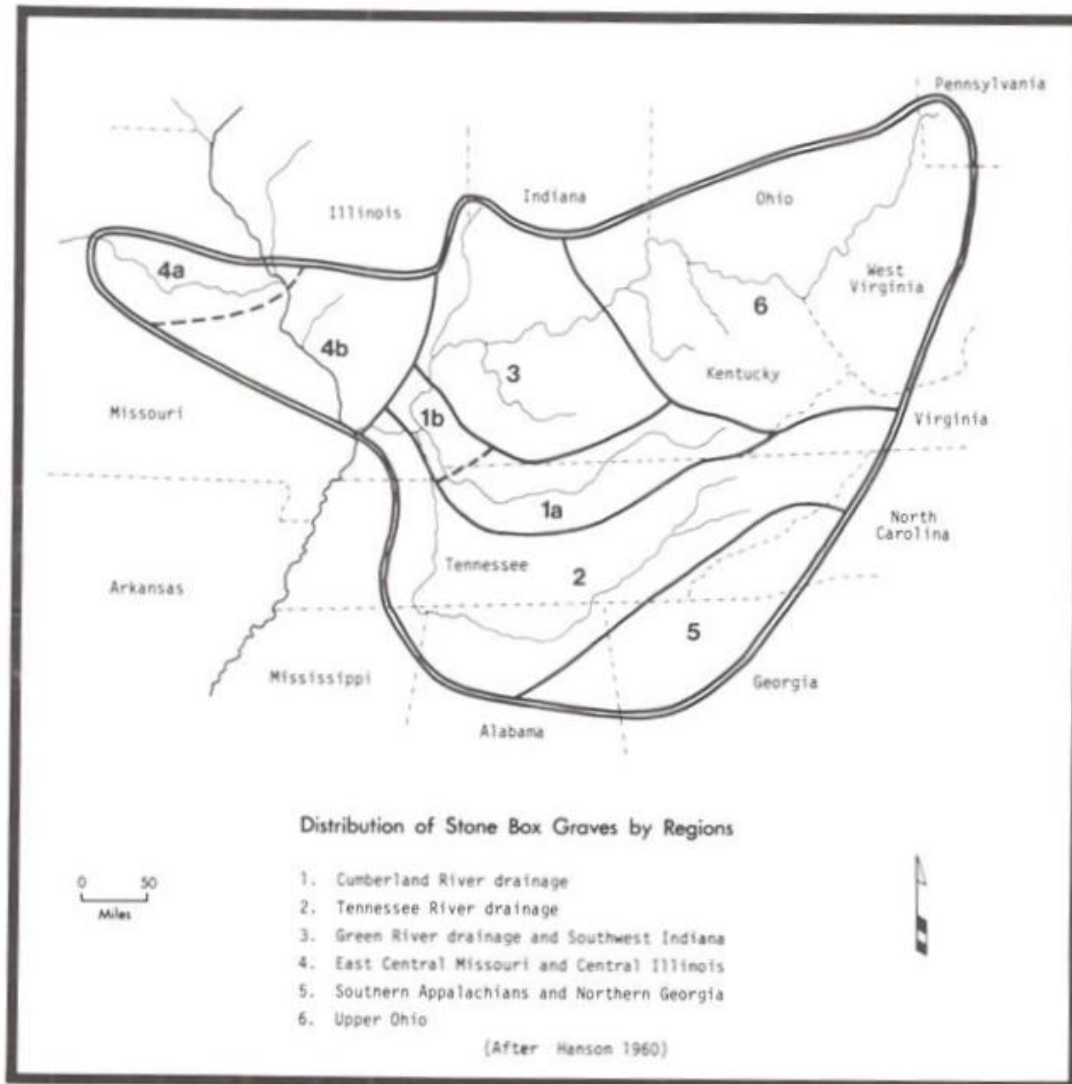 Pennsylvania
Illinois
Indiana
Ohio
4a
West
Virginia
6
4b
3
Kentucky
Missouri
1b
Virginia
1a
North
Carolina
Tennessee
2
Arkansas
5
Mississippi
Georgia
Alabama
Distribution of Stone Box Graves by Regions
0 50
Miles
1. Cumberland River drainage
2. Tennessee River drainage
3. Green River drainage and Southwest Indiana
4. East Central Missouri and Central Illinois
5. Southern Appalachians and Northern Georgia
6. Upper Ohio
(After Hanson 1960)